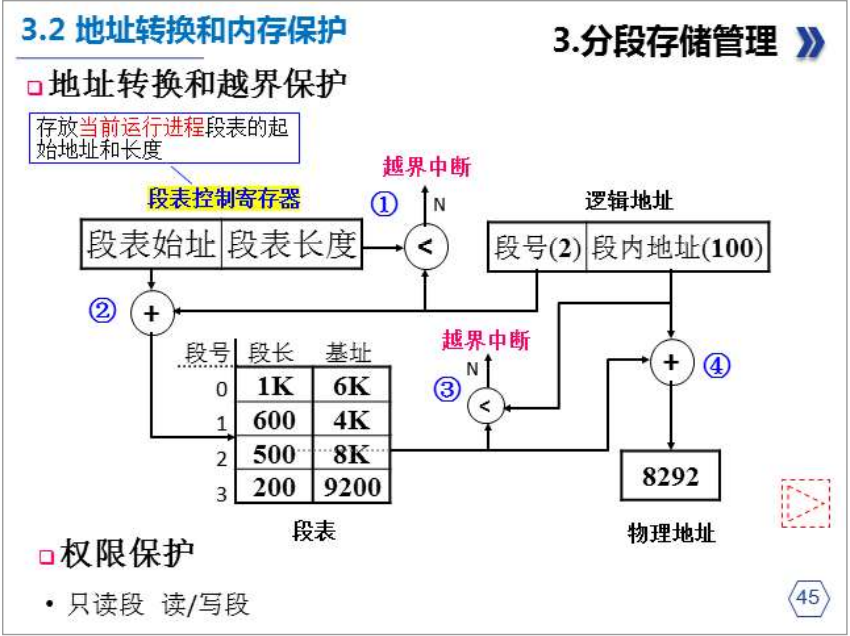 3.2 地址转换和内存保护
3.分段存储管理
地址转换和越界保护
存放当前运行进程段表的起
始地址和长度
越界中断
段表控制寄存器
①
N
逻辑地址
段表始址 段表长度
<
段号(2) 段内地址(100)
②
+
越界中断
段号 段长 基址
N
③
<
+
④
0 1K 6K
1 600 4K
2 500 8K
3 200 9200
8292
段表
物理地址
权限保护
• 只读段 读/写段
45